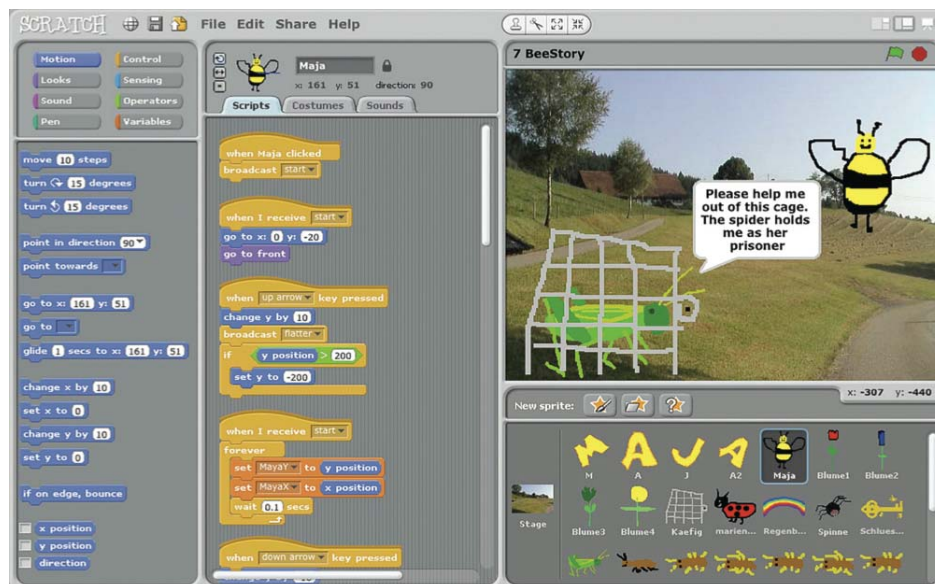 SCRATCH File Edit Share Help
Motion Control
Looks Sensing
Sound Operators
Pen Variables
move 10 steps
turn 15 degrees
turn 15 degrees
point in direction 90
point towards
go to x: 161 y: 51
go to
glide 1 secs to x: 161 y: 51
change x by 10
set x to 0
change y by 10
set y to 0
if on edge, bounce
x position
y position
direction
Maja
x: 161 y: 51 direction: 90
Scripts Costumes Sounds
when Maja clicked
broadcast start
when I receive start
go to x: 0 y: -20
go to front
when up arrow key pressed
change y by 10
broadcast flatter
if y position > 200
set y to -200
when I receive start
forever
set MayaY to y position
set MayaX to x position
wait 0.1 secs
when down arrow key pressed
7 BeeStory
Please help me
out of this cage.
The spider holds
me as her
prisoner
x: -307 y: -440
New sprite:
M A J A
M A J A2 Maja Blume1 Blume2
Stage
Blume3 Blume4 Kaefig marien... Regenb... Spinne Schlues...